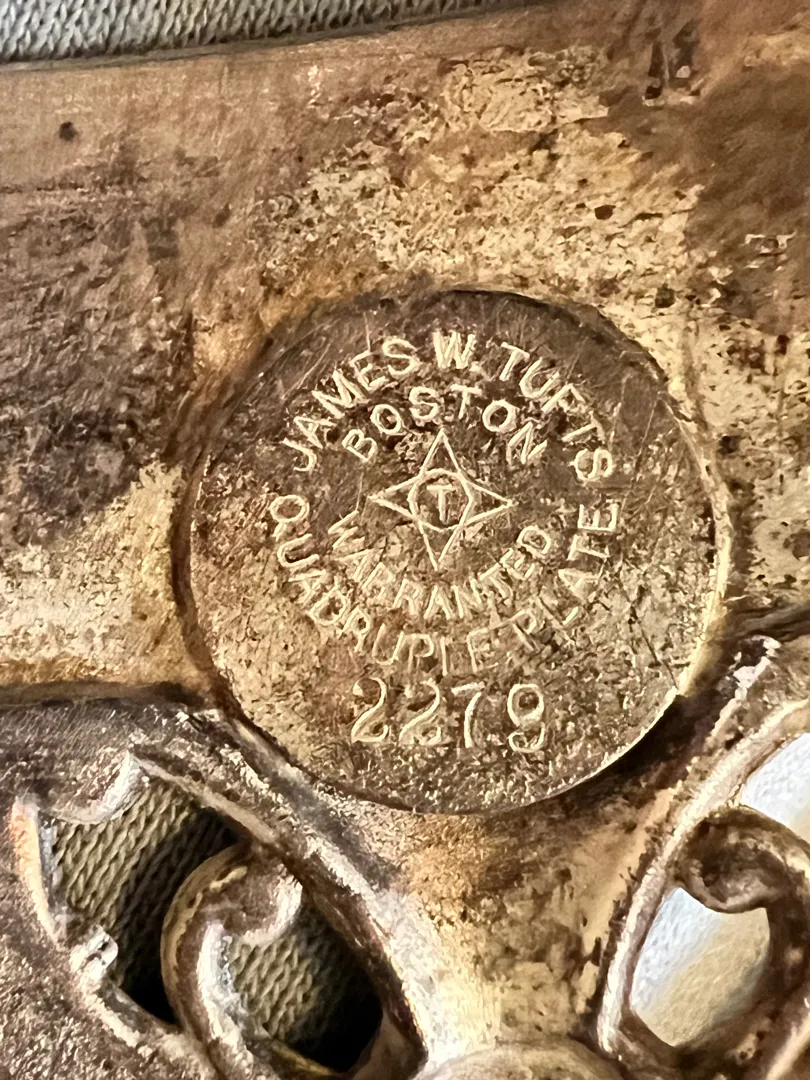 JAMES W. TUFTS
BOSTON
T
WARRANTED
QUADRUPLE PLATE
2279